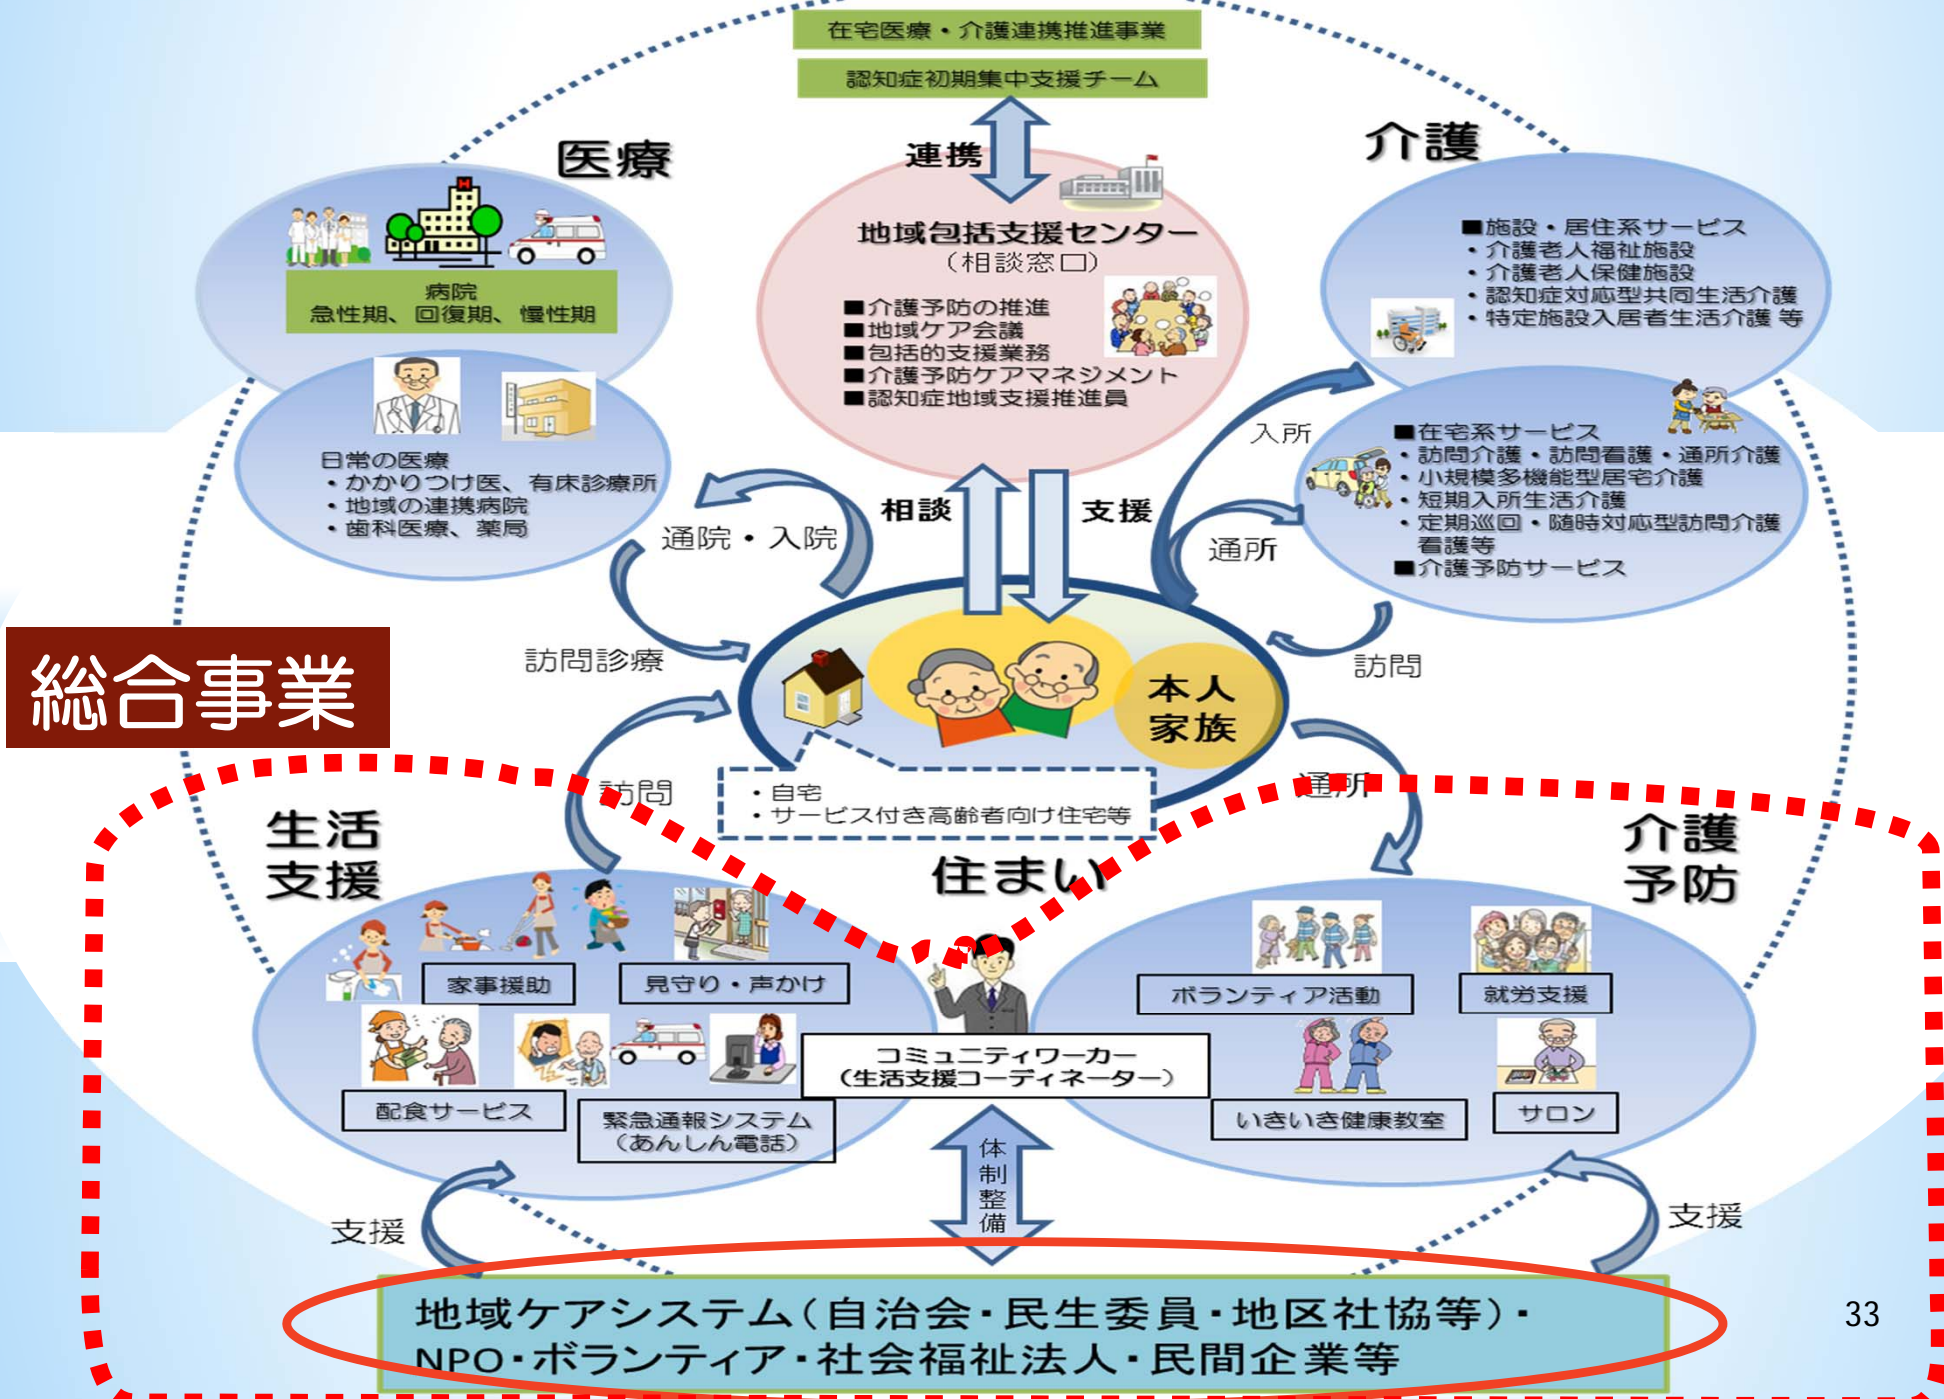 在宅医療・介護連携推進事業
認知症初期集中支援チーム
連携
医療
介護
地域包括支援センター
（相談窓口）
■介護予防の推進
■地域ケア会議
■包括的支援業務
■介護予防ケアマネジメント
■認知症地域支援推進員
病院
急性期、回復期、慢性期
日常の医療
・かかりつけ医、有床診療所
・地域の連携病院
・歯科医療、薬局
■施設・居住系サービス
・介護老人福祉施設
・介護老人保健施設
・認知症対応型共同生活介護
・特定施設入居者生活介護 等
■在宅系サービス
・訪問介護・訪問看護・通所介護
・小規模多機能型居宅介護
・短期入所生活介護
・定期巡回・随時対応型訪問介護
看護等
■介護予防サービス
入所
相談
支援
通院・入院
通所
訪問診療
訪問
総合事業
本人
家族
訪問
通所
・自宅
・サービス付き高齢者向け住宅等
住まい
生活
支援
介護
予防
家事援助
見守り・声かけ
配食サービス
緊急通報システム
（あんしん電話）
コミュニティワーカー
（生活支援コーディネーター）
ボランティア活動
就労支援
いきいき健康教室
サロン
体
制
整
備
支援
支援
地域ケアシステム（自治会・民生委員・地区社協等）・
NPO・ボランティア・社会福祉法人・民間企業等
33